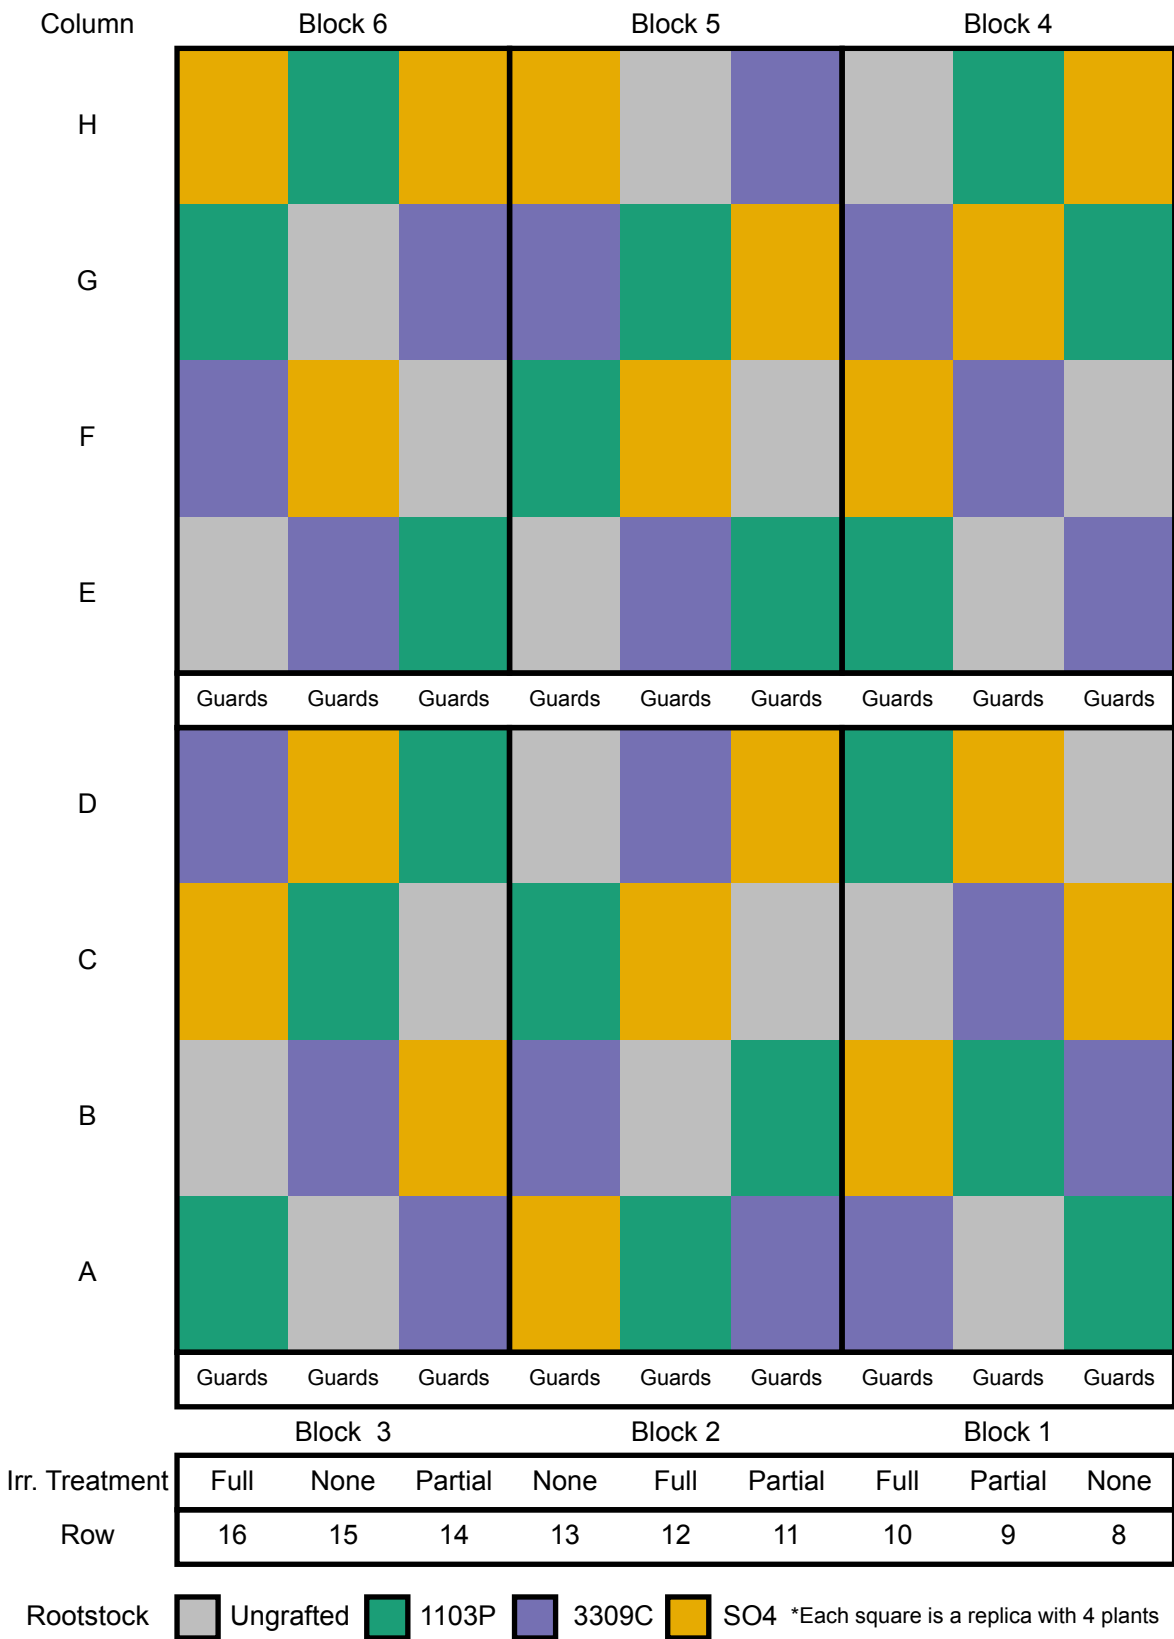 Column Block 6 Block 5 Block 4
H
G
F
E
Guards Guards Guards Guards Guards Guards Guards Guards Guards
D
C
B
A
Guards Guards Guards Guards Guards Guards Guards Guards Guards
Block 3 Block 2 Block 1
Irr. Treatment Full None Partial None Full Partial Full Partial None
Row 16 15 14 13 12 11 10 9 8
Rootstock Ungrafted 1103P 3309C SO4 *Each square is a replica with 4 plants